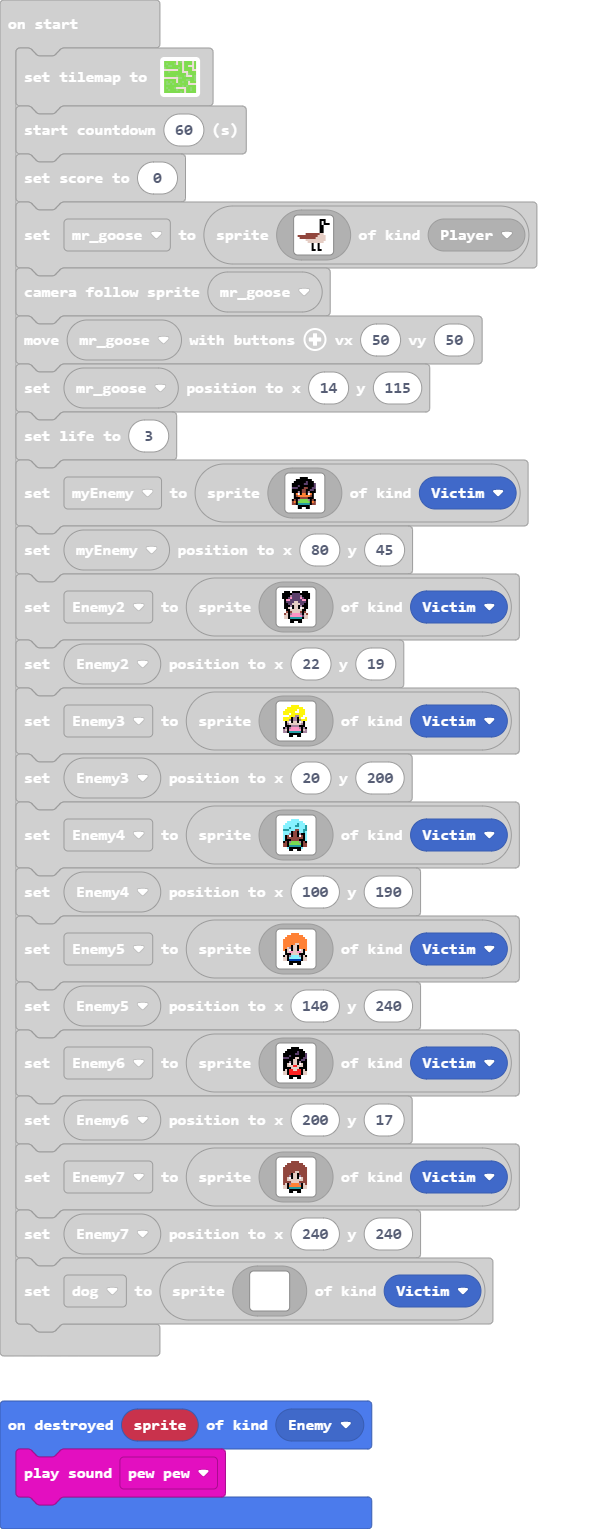 on start
set tilemap to
start countdown 60 (s)
set score to 0
set mr_goose to sprite of kind Player
camera follow sprite mr_goose
move mr_goose with buttons vx 50 vy 50
set mr_goose position to x 14 y 115
set life to 3
set myEnemy to sprite of kind Victim
set myEnemy position to x 80 y 45
set Enemy2 to sprite of kind Victim
set Enemy2 position to x 22 y 19
set Enemy3 to sprite of kind Victim
set Enemy3 position to x 20 y 200
set Enemy4 to sprite of kind Victim
set Enemy4 position to x 100 y 190
set Enemy5 to sprite of kind Victim
set Enemy5 position to x 140 y 240
set Enemy6 to sprite of kind Victim
set Enemy6 position to x 200 y 17
set Enemy7 to sprite of kind Victim
set Enemy7 position to x 240 y 240
set dog to sprite of kind Victim
on destroyed sprite of kind Enemy
play sound pew pew